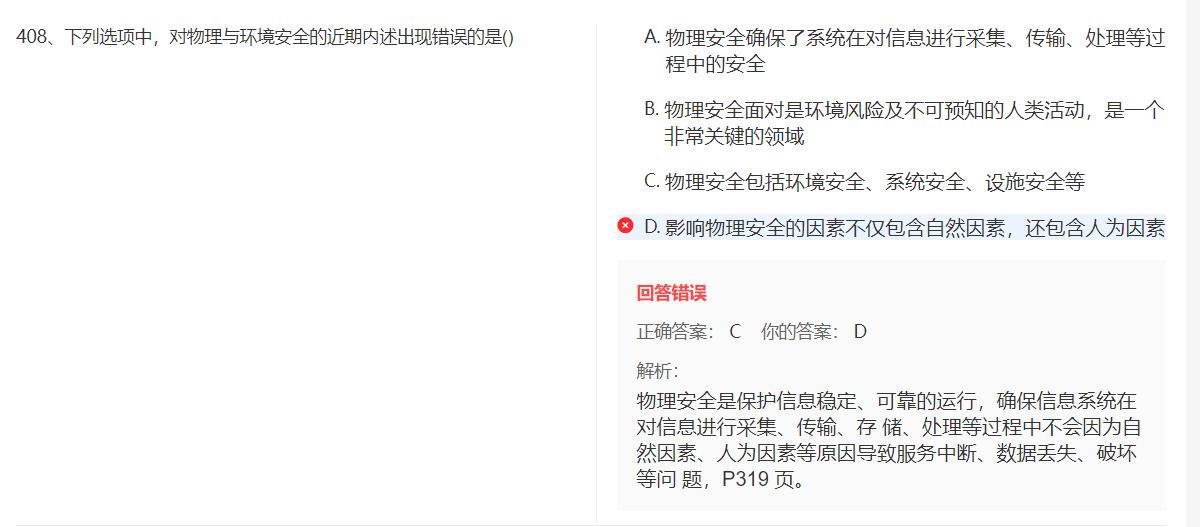 408、下列选项中，对物理与环境安全的近期内述出现错误的是()
A. 物理安全确保了系统在对信息进行采集、传输、处理等过
程中的安全
B. 物理安全面对是环境风险及不可预知的人类活动，是一个
非常关键的领域
C. 物理安全包括环境安全、系统安全、设施安全等
D. 影响物理安全的因素不仅包含自然因素，还包含人为因素
回答错误
正确答案： C 你的答案： D
解析：
物理安全是保护信息稳定、可靠的运行，确保信息系统在
对信息进行采集、传输、存 储、处理等过程中不会因为自
然因素、人为因素等原因导致服务中断、数据丢失、破坏
等问 题，P319 页。